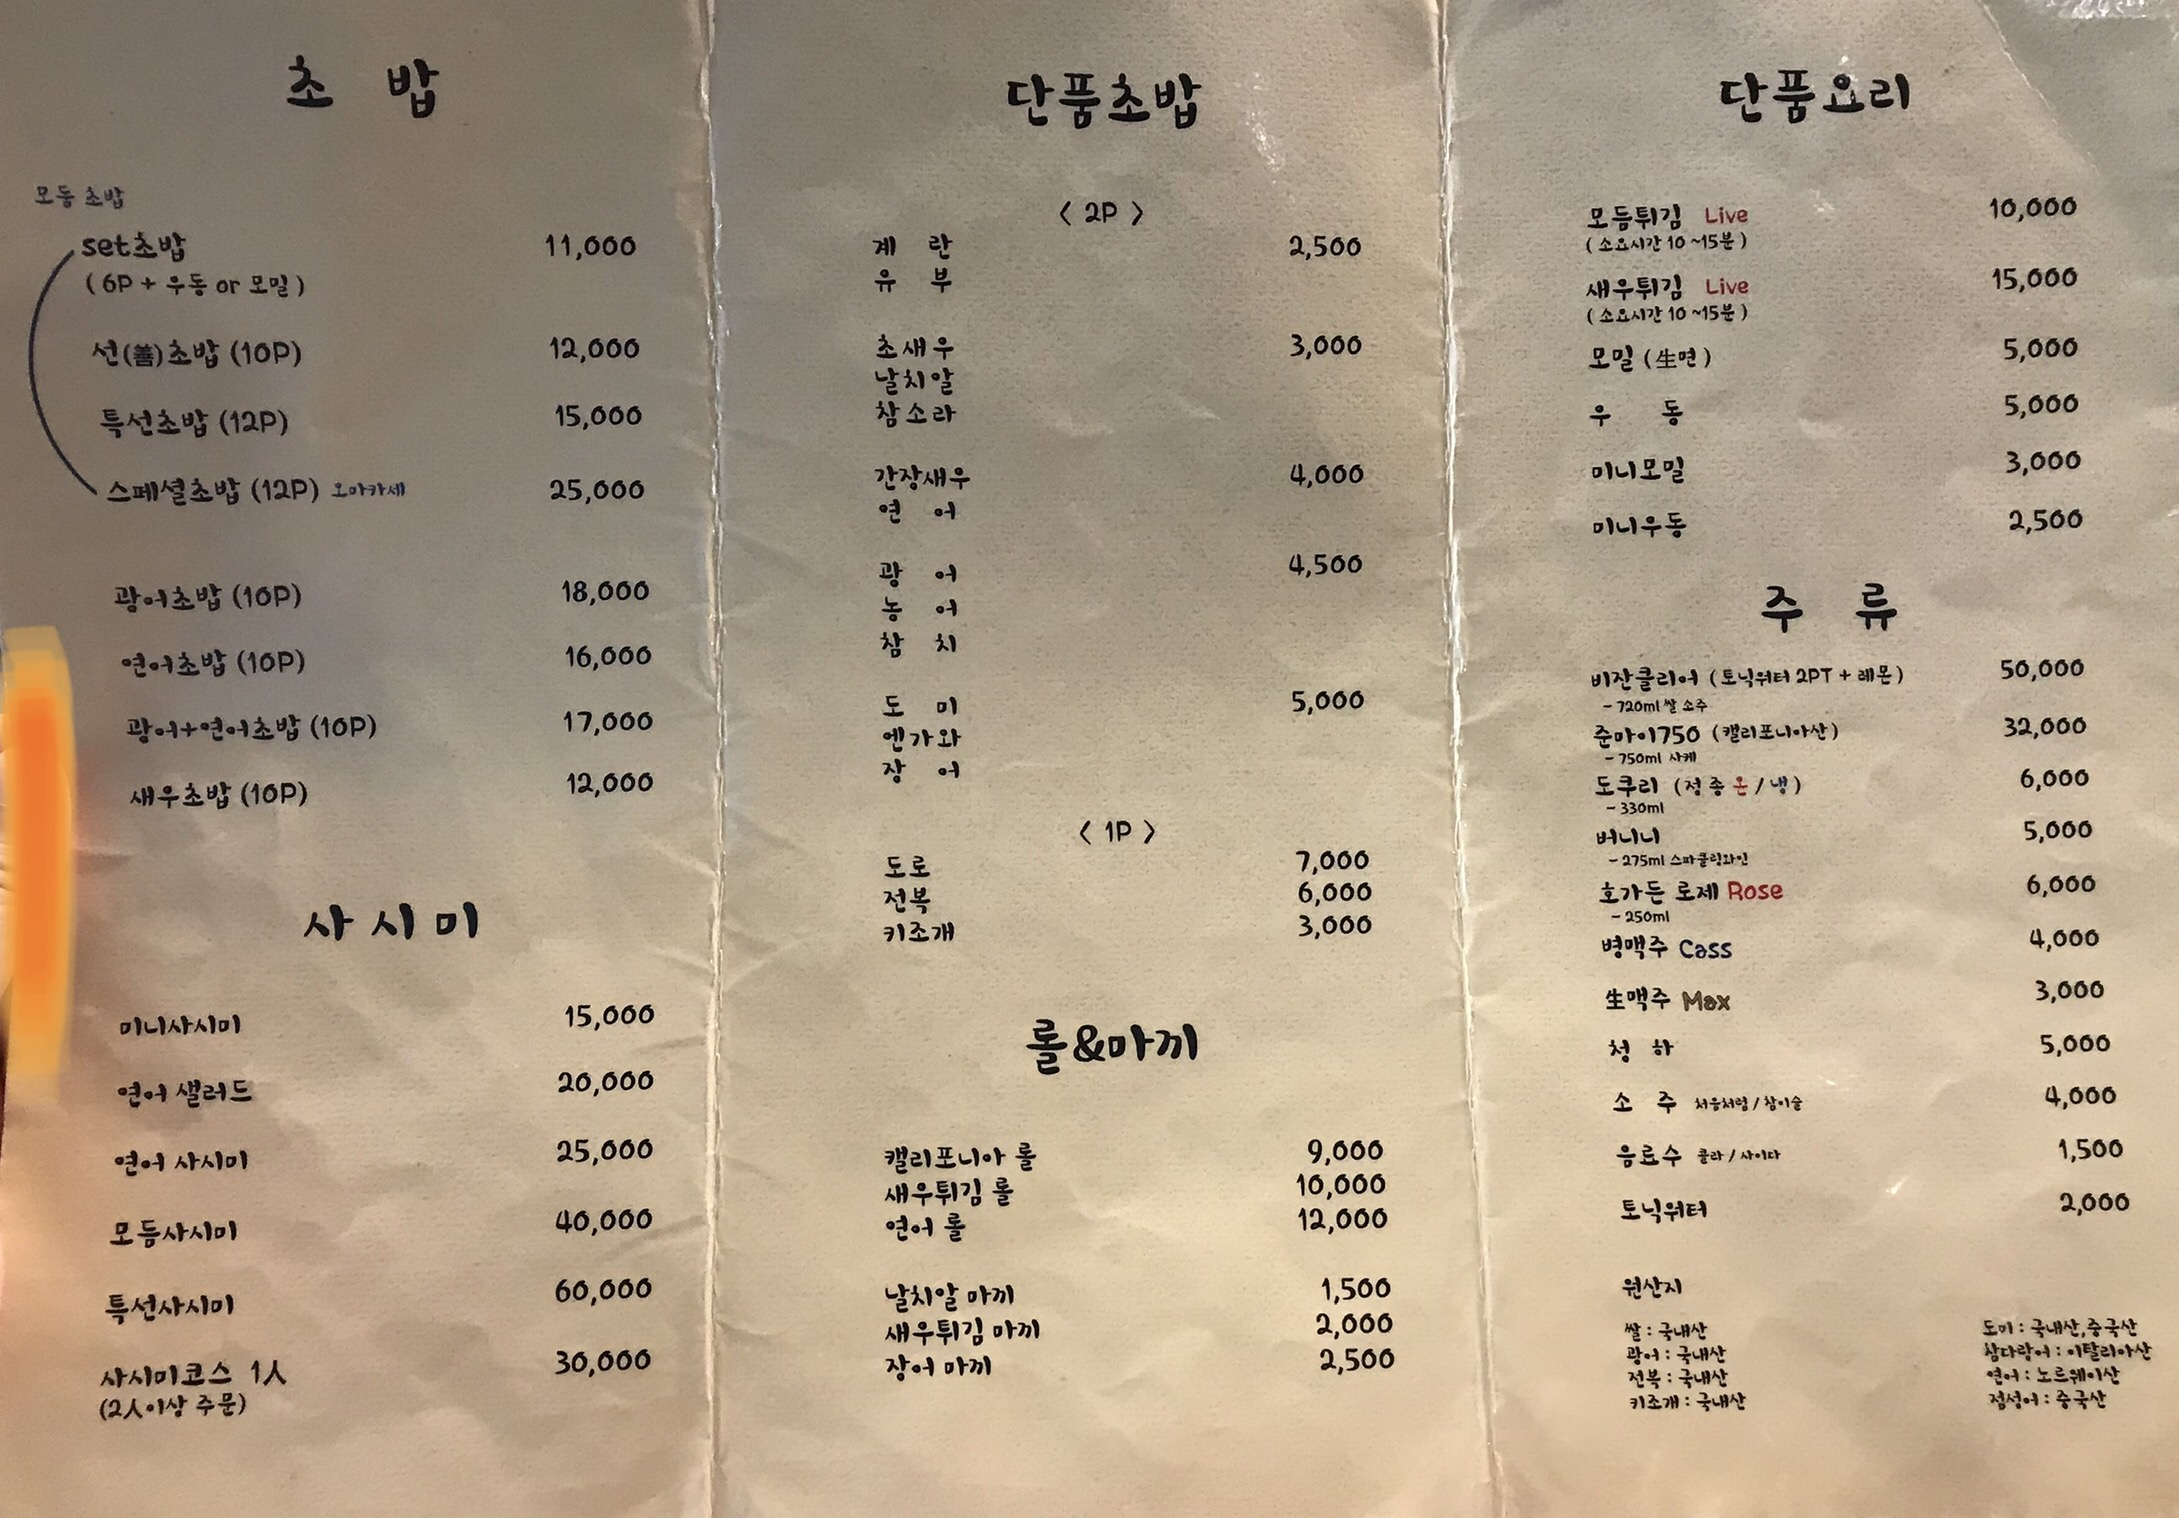 초 밥
모듬 초밥
set초밥 11,000
(6P + 우동 or 모밀)
선(善)초밥 (10P) 12,000
특선초밥 (12P) 15,000
스페셜초밥 (12P) 오마카세 25,000
광어초밥 (10P) 18,000
연어초밥 (10P) 16,000
광어+연어초밥 (10P) 17,000
새우초밥 (10P) 12,000
사시미
미니사시미 15,000
연어 샐러드 20,000
연어 사시미 25,000
모듬사시미 40,000
특선사시미 60,000
사시미코스 1人 30,000
(2人이상 주문)
단품초밥
〈 2P 〉
계 란 2,500
유 부
초새우 3,000
날치알
참소라
간장새우 4,000
연 어
광 어 4,500
농 어
참 치
도 미 5,000
엔가와
장 어
〈 1P 〉
도로 7,000
전복 6,000
키조개 3,000
롤&마끼
캘리포니아 롤 9,000
새우튀김 롤 10,000
연어 롤 12,000
날치알 마끼 1,500
새우튀김 마끼 2,000
장어 마끼 2,500
단품요리
모듬튀김 Live 10,000
(소요시간 10 ~15분)
새우튀김 Live 15,000
(소요시간 10 ~15분)
모밀 (生면) 5,000
우 동 5,000
미니모밀 3,000
미니우동 2,500
주 류
비잔클리어 (토닉워터 2PT + 레몬) 50,000
- 720ml 쌀 소주
준마이750 (캘리포니아산) 32,000
- 750ml 사케
도쿠리 (정종 온/냉) 6,000
- 330ml
버니니 5,000
- 275ml 스파클링와인
호가든 로제 Rose 6,000
- 250ml
병맥주 Cass 4,000
生맥주 Max 3,000
청 하 5,000
소 주 처음처럼/참이슬 4,000
음료수 콜라/사이다 1,500
토닉워터 2,000
원산지
쌀 : 국내산 도미 : 국내산,중국산
광어 : 국내산 참다랑어 : 이탈리아산
전복 : 국내산 연어 : 노르웨이산
키조개 : 국내산 점성어 : 중국산